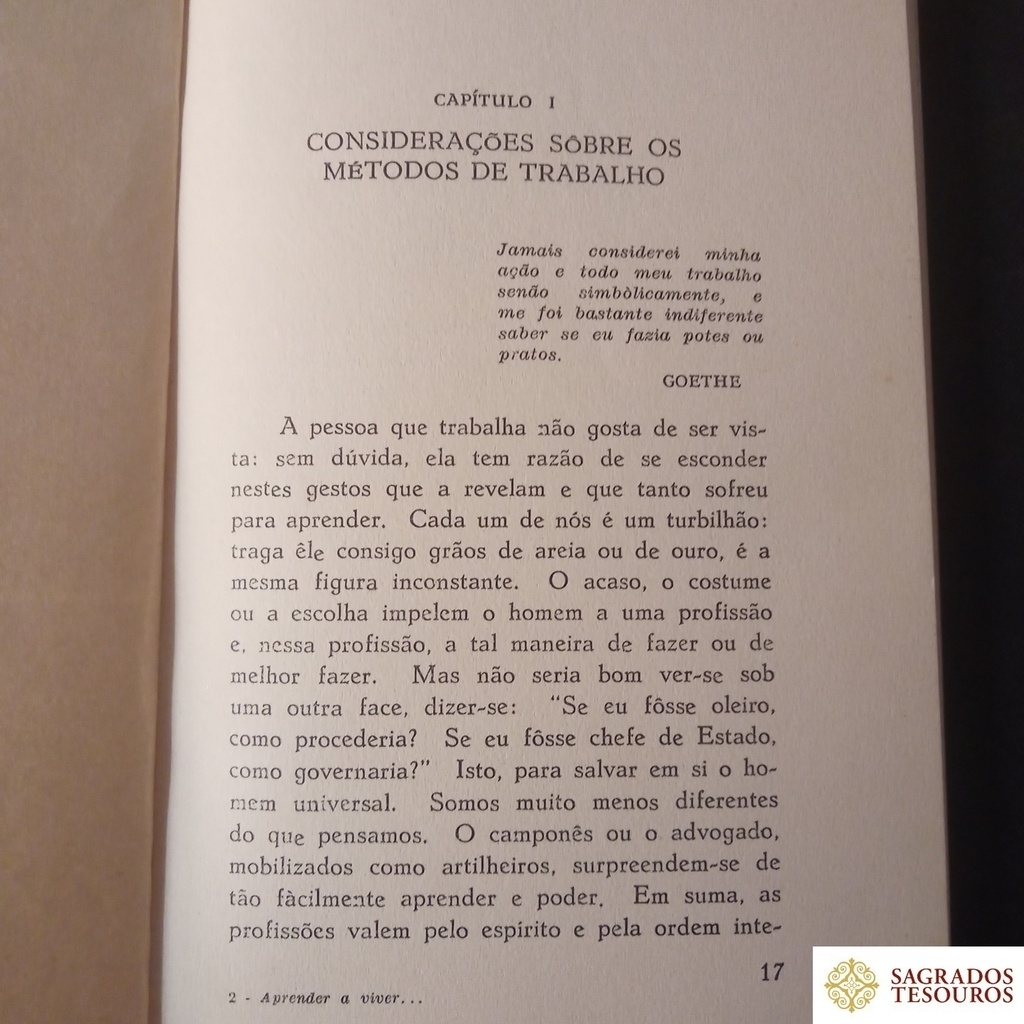 CAPÍTULO I
CONSIDERAÇÕES SÔBRE OS
MÉTODOS DE TRABALHO
Jamais considerei minha
ação e todo meu trabalho
senão simbòlicamente, e
me foi bastante indiferente
saber se eu fazia potes ou
pratos.
GOETHE
A pessoa que trabalha não gosta de ser vis-
ta: sem dúvida, ela tem razão de se esconder
nestes gestos que a revelam e que tanto sofreu
para aprender. Cada um de nós é um turbilhão:
traga êle consigo grãos de areia ou de ouro, é a
mesma figura inconstante. O acaso, o costume
ou a escolha impelem o homem a uma profissão
e, nessa profissão, a tal maneira de fazer ou de
melhor fazer. Mas não seria bom ver-se sob
uma outra face, dizer-se: "Se eu fôsse oleiro,
como procederia? Se eu fôsse chefe de Estado,
como governaria?" Isto, para salvar em si o ho-
mem universal. Somos muito menos diferentes
do que pensamos. O camponês ou o advogado,
mobilizados como artilheiros, surpreendem-se de
tão fàcilmente aprender e poder. Em suma, as
profissões valem pelo espírito e pela ordem inte-
17
2 - Aprender a viver...
SAGRADOS
TESOUROS